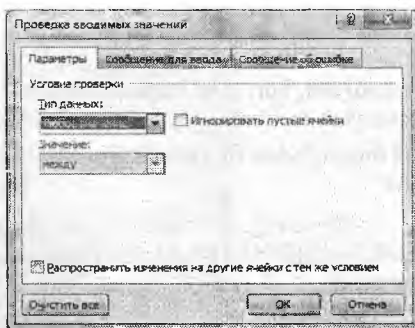 Проверка вводимых значений
Параметры Сообщение для ввода Сообщение об ошибке
Условие проверки
Тип данных:
Игнорировать пустые ячейки
Значение:
между
Распространить изменения на другие ячейки с тем же условием
Очистить все ОК Отмена